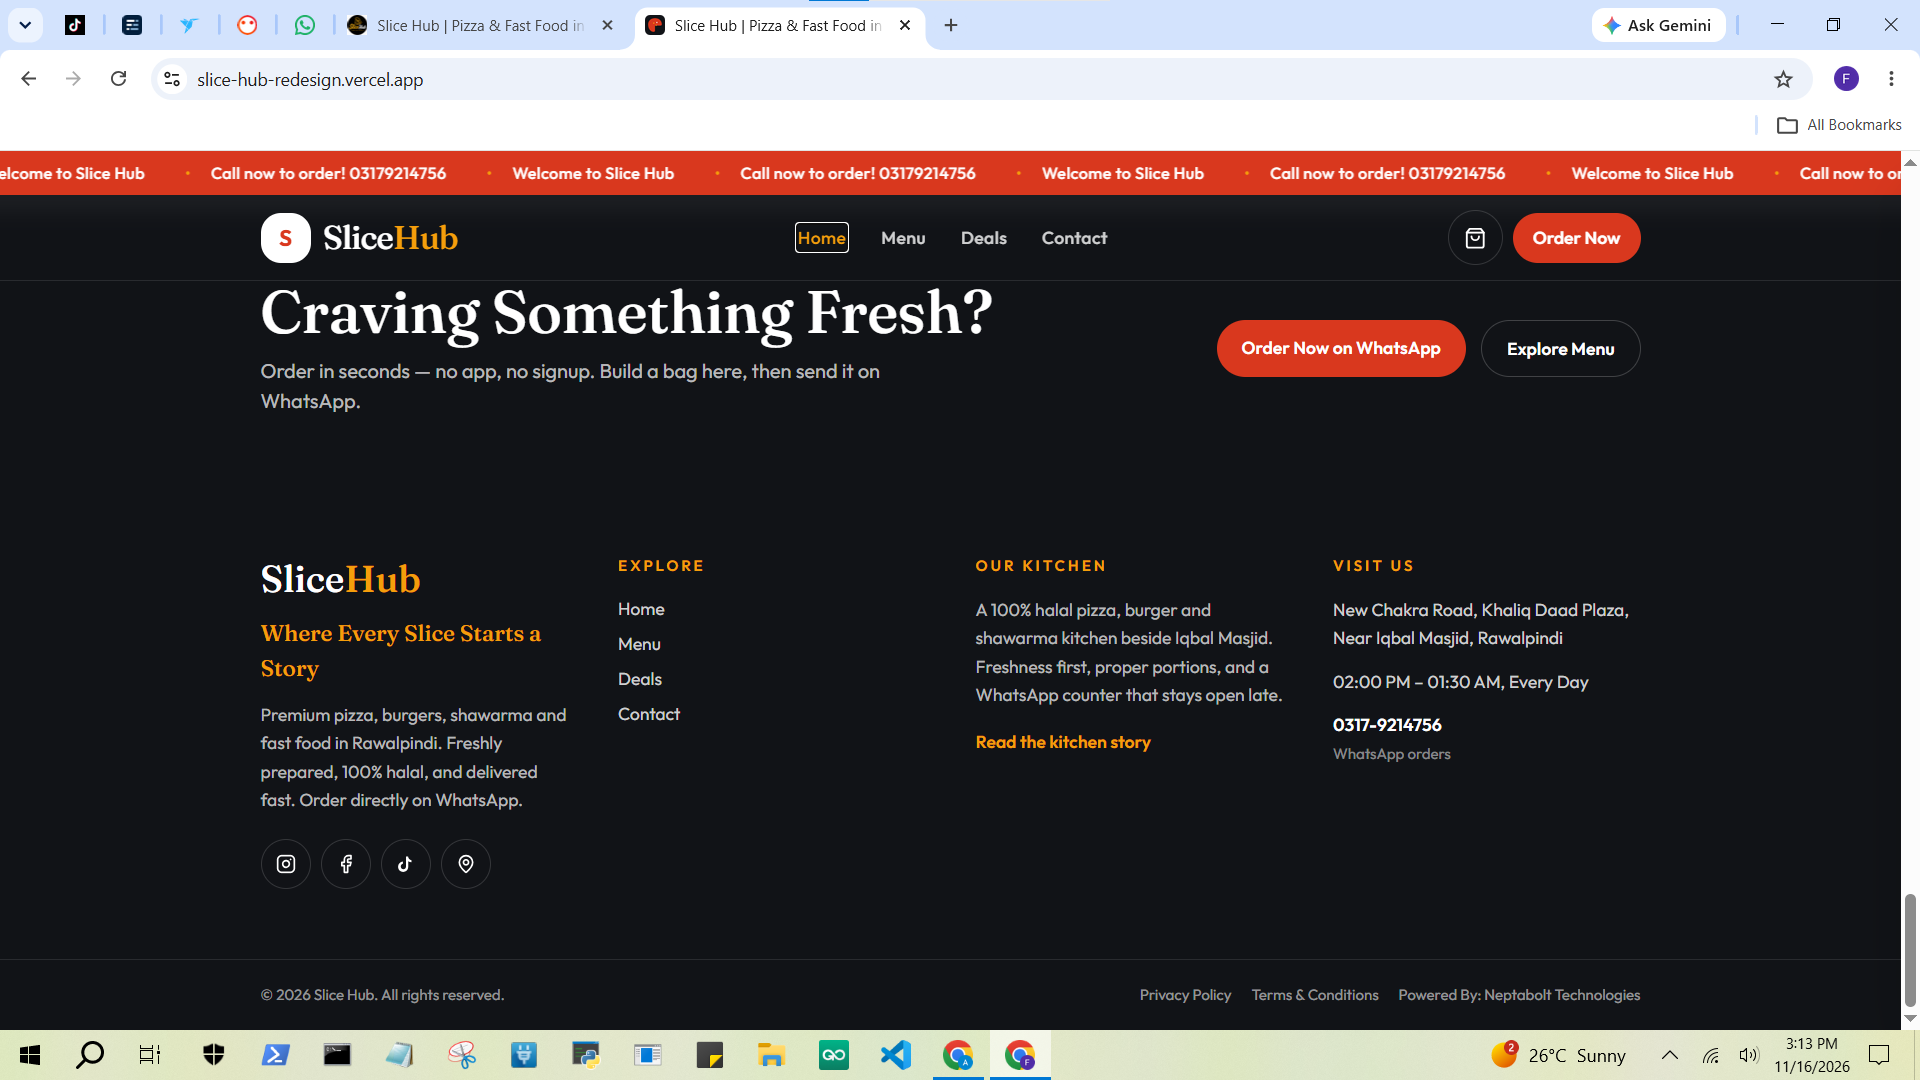 Slice Hub | Pizza & Fast Food in
Slice Hub | Pizza & Fast Food in
Ask Gemini
slice-hub-redesign.vercel.app
F
All Bookmarks
elcome to Slice Hub • Call now to order! 03179214756 • Welcome to Slice Hub • Call now to order! 03179214756 • Welcome to Slice Hub • Call now to order! 03179214756 • Welcome to Slice Hub • Call now to or
S SliceHub
Home Menu Deals Contact
Order Now
Craving Something Fresh?
Order in seconds — no app, no signup. Build a bag here, then send it on
WhatsApp.
Order Now on WhatsApp
Explore Menu
SliceHub
Where Every Slice Starts a
Story
Premium pizza, burgers, shawarma and
fast food in Rawalpindi. Freshly
prepared, 100% halal, and delivered
fast. Order directly on WhatsApp.
EXPLORE
Home
Menu
Deals
Contact
OUR KITCHEN
A 100% halal pizza, burger and
shawarma kitchen beside Iqbal Masjid.
Freshness first, proper portions, and a
WhatsApp counter that stays open late.
Read the kitchen story
VISIT US
New Chakra Road, Khaliq Daad Plaza,
Near Iqbal Masjid, Rawalpindi
02:00 PM – 01:30 AM, Every Day
0317-9214756
WhatsApp orders
© 2026 Slice Hub. All rights reserved.
Privacy Policy Terms & Conditions Powered By: Neptabolt Technologies
2
26°C Sunny
3:13 PM
11/16/2026